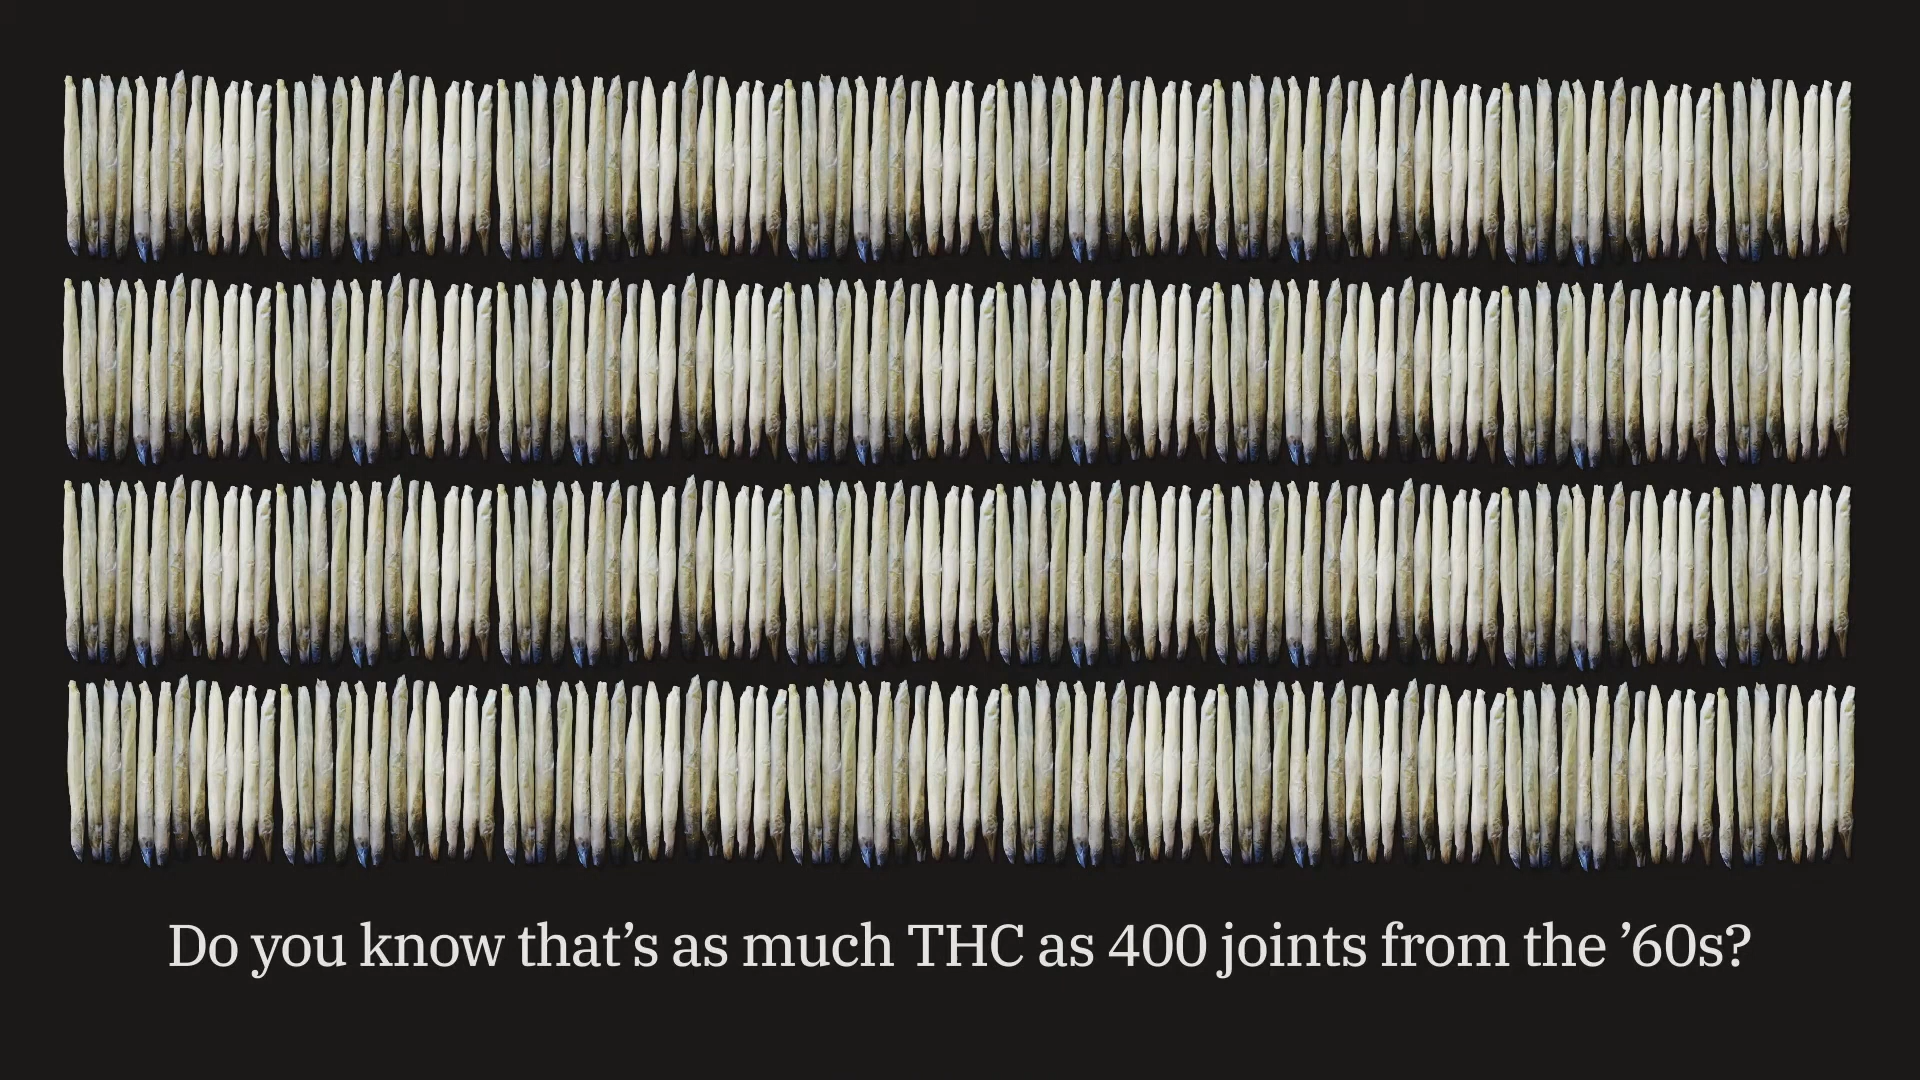 Do you know that’s as much THC as 400 joints from the ’60s?